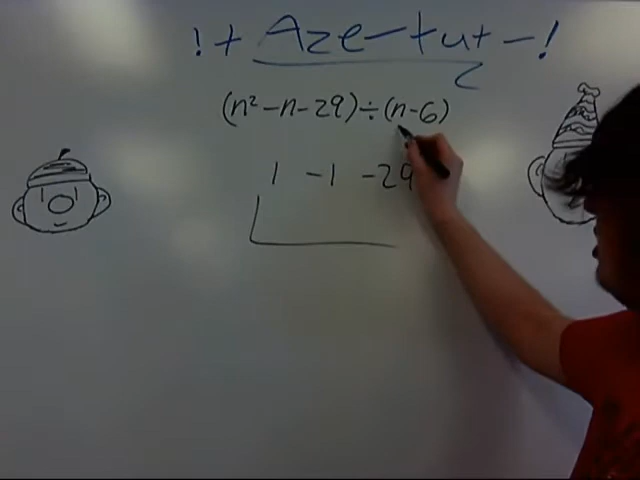 !+ Aze-tut-!
(n² - n - 29) ÷ (n - 6)
1 -1 -29